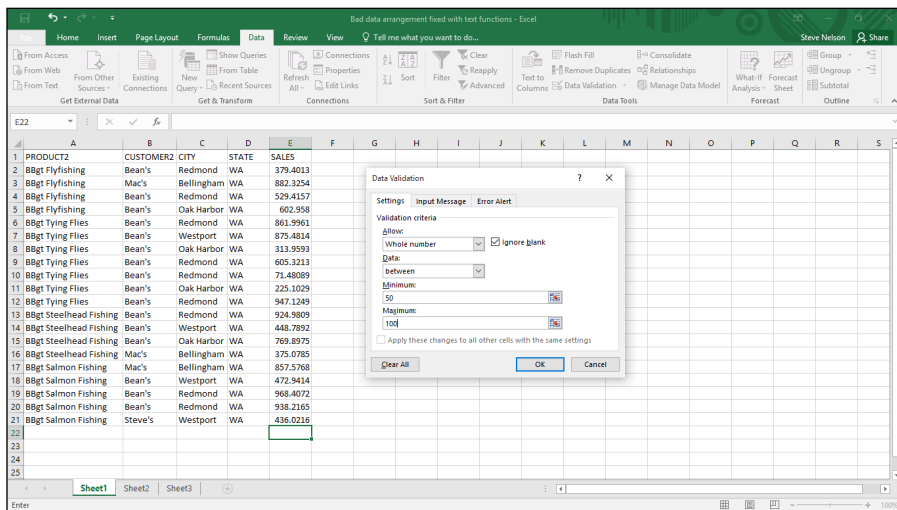 Bad data arrangement fixed with text functions - Excel
File Home Insert Page Layout Formulas Data Review View Tell me what you want to do... Steve Nelson Share
From Access
From Web
From Text
From Other Sources
Existing Connections
Get External Data
New Query
Show Queries
From Table
Recent Sources
Get & Transform
Refresh All
Connections
Properties
Edit Links
Connections
Sort
Filter
Clear
Reapply
Advanced
Sort & Filter
Text to Columns
Flash Fill
Remove Duplicates
Data Validation
Consolidate
Relationships
Manage Data Model
Data Tools
What-If Analysis
Forecast Sheet
Forecast
Group
Ungroup
Subtotal
Outline
E22 fx
A B C D E F G H I J K L M N O P Q R S
1 PRODUCT2 CUSTOMER2 CITY STATE SALES
2 BBgt Flyfishing Bean's Redmond WA 379.4013
3 BBgt Flyfishing Mac's Bellingham WA 882.3254
4 BBgt Flyfishing Bean's Redmond WA 529.4157
5 BBgt Flyfishing Bean's Oak Harbor WA 602.958
6 BBgt Tying Flies Bean's Redmond WA 861.9961
7 BBgt Tying Flies Bean's Westport WA 875.4814
8 BBgt Tying Flies Bean's Oak Harbor WA 313.9593
9 BBgt Tying Flies Bean's Redmond WA 605.3213
10 BBgt Tying Flies Bean's Redmond WA 71.48089
11 BBgt Tying Flies Bean's Oak Harbor WA 225.1029
12 BBgt Tying Flies Bean's Redmond WA 947.1249
13 BBgt Steelhead Fishing Bean's Redmond WA 924.9809
14 BBgt Steelhead Fishing Bean's Westport WA 448.7892
15 BBgt Steelhead Fishing Bean's Oak Harbor WA 769.8975
16 BBgt Steelhead Fishing Mac's Bellingham WA 375.0785
17 BBgt Salmon Fishing Mac's Bellingham WA 857.5768
18 BBgt Salmon Fishing Bean's Westport WA 472.9414
19 BBgt Salmon Fishing Bean's Redmond WA 968.4072
20 BBgt Salmon Fishing Bean's Redmond WA 938.2165
21 BBgt Salmon Fishing Steve's Westport WA 436.0216
22
23
24
25
Data Validation ?
Settings Input Message Error Alert
Validation criteria
Allow:
Whole number Ignore blank
Data:
between
Minimum:
50
Maximum:
100
Apply these changes to all other cells with the same settings
Clear All OK Cancel
Sheet1 Sheet2 Sheet3
Enter 100%